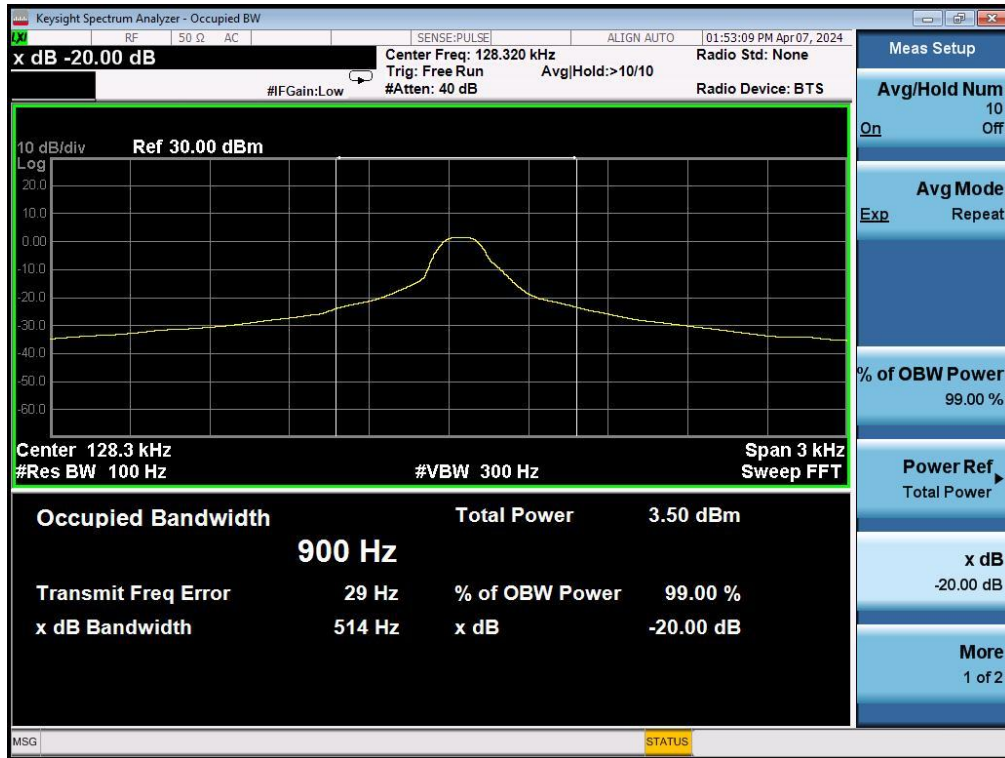 Keysight Spectrum Analyzer - Occupied BW
LXI RF 50 Ω AC SENSE:PULSE ALIGN AUTO 01:53:09 PM Apr 07, 2024
x dB -20.00 dB
Center Freq: 128.320 kHz
Radio Std: None
Trig: Free Run Avg|Hold:>10/10
#IFGain:Low #Atten: 40 dB
Radio Device: BTS
10 dB/div Ref 30.00 dBm
Log
20.0
10.0
0.00
-10.0
-20.0
-30.0
-40.0
-50.0
-60.0
Center 128.3 kHz Span 3 kHz
#Res BW 100 Hz #VBW 300 Hz Sweep FFT
Occupied Bandwidth Total Power 3.50 dBm
900 Hz
Transmit Freq Error 29 Hz % of OBW Power 99.00 %
x dB Bandwidth 514 Hz x dB -20.00 dB
Meas Setup
Avg/Hold Num
10
On Off
Avg Mode
Exp Repeat
% of OBW Power
99.00 %
Power Ref
Total Power
x dB
-20.00 dB
More
1 of 2
MSG STATUS